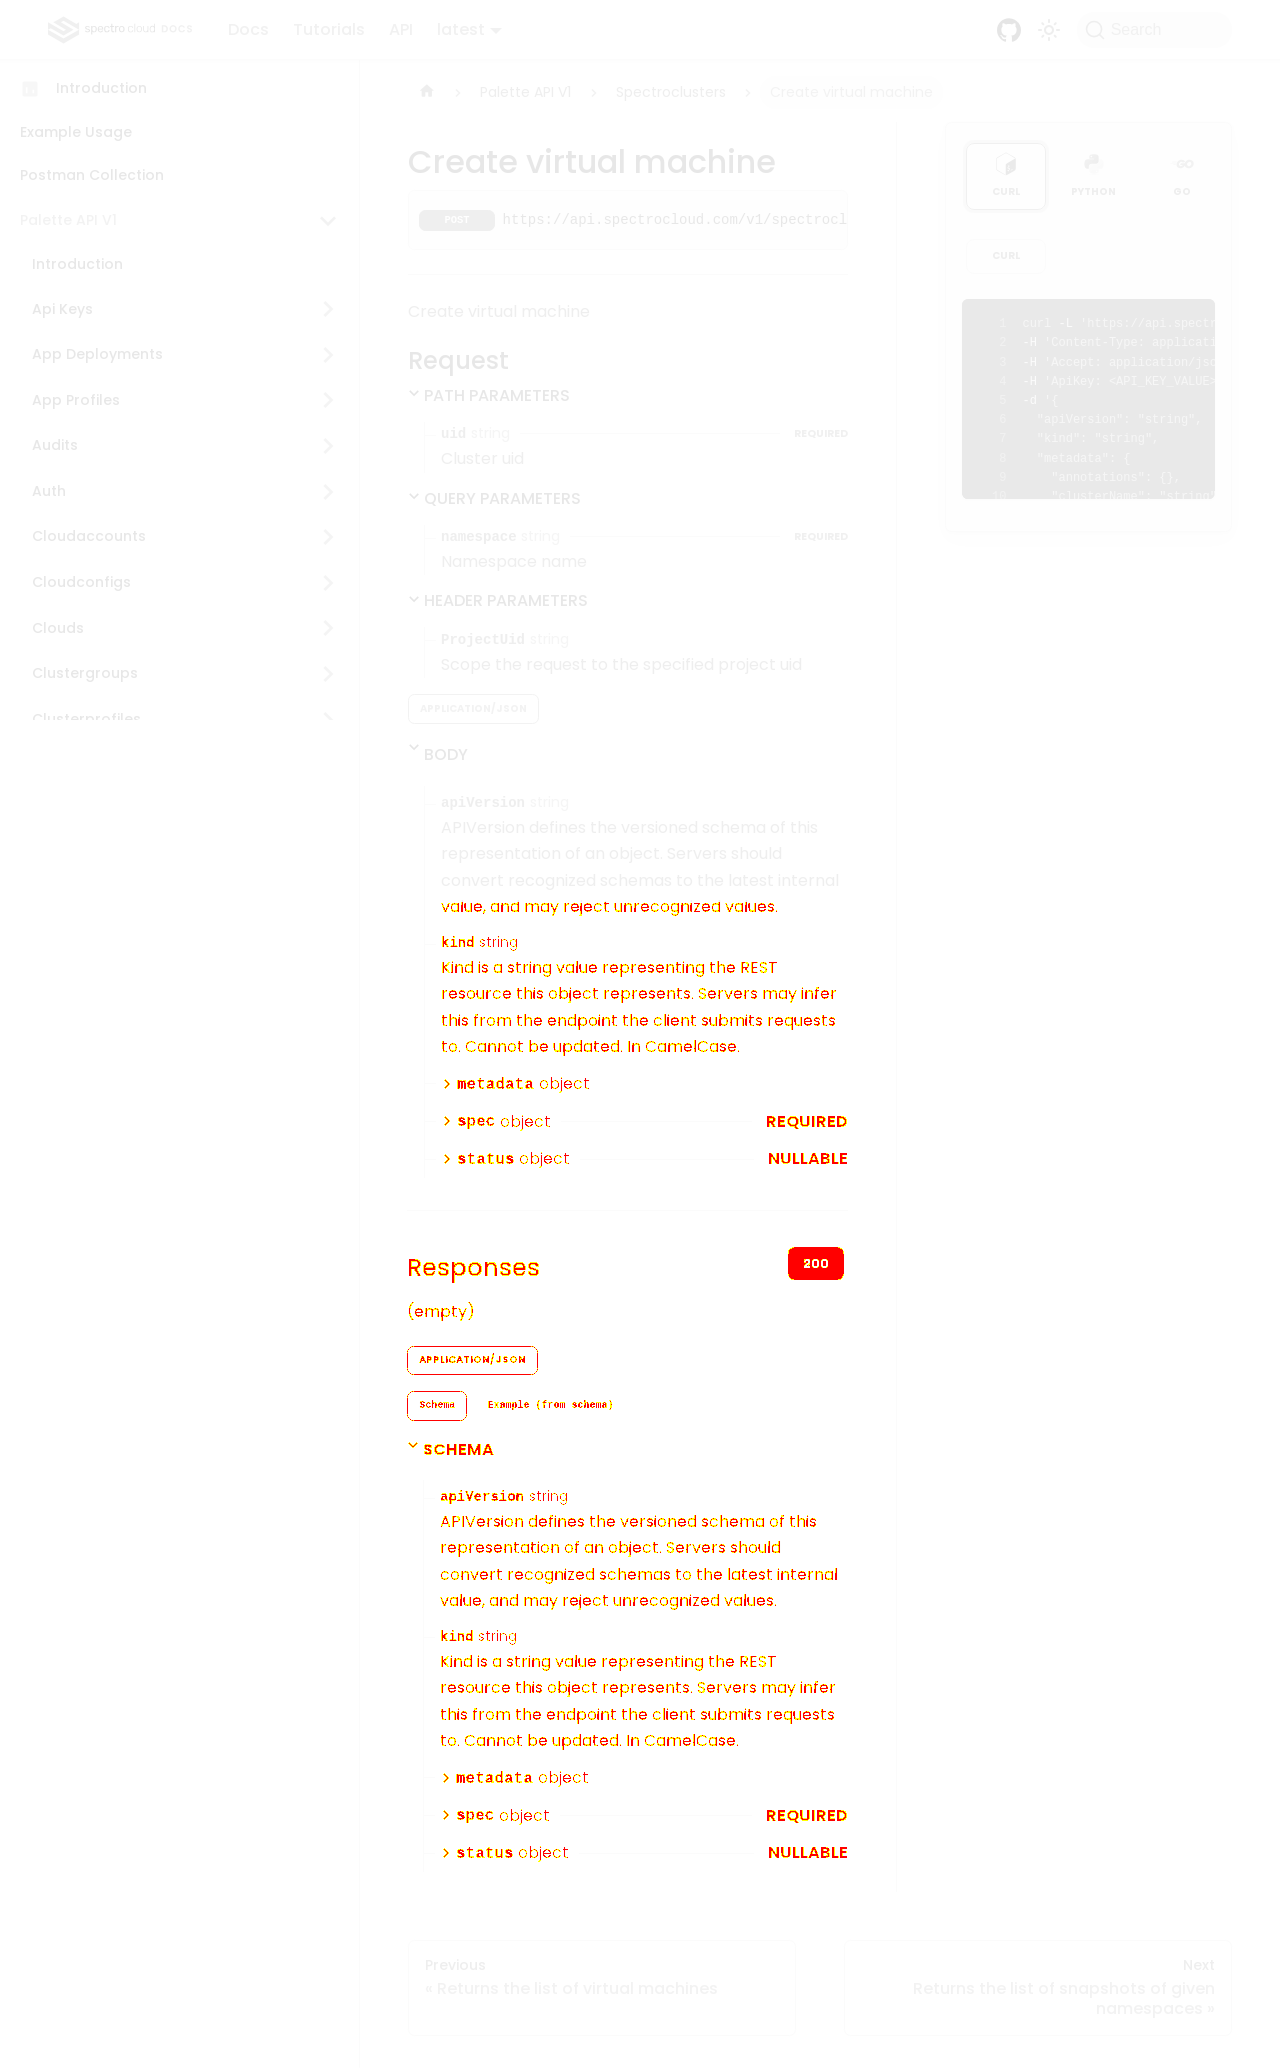 spectro cloud DOCS
Docs
Tutorials
API
latest
Search
Introduction
Example Usage
Postman Collection
Palette API V1
Introduction
Api Keys
App Deployments
App Profiles
Audits
Auth
Cloudaccounts
Cloudconfigs
Clouds
Clustergroups
Clusterprofiles
Palette API V1
Spectroclusters
Create virtual machine
Create virtual machine
POST https://api.spectrocloud.com/v1/spectrocl
Create virtual machine
Request
PATH PARAMETERS
uid string REQUIRED
Cluster uid
QUERY PARAMETERS
namespace string REQUIRED
Namespace name
HEADER PARAMETERS
ProjectUid string
Scope the request to the specified project uid
APPLICATION/JSON
BODY
apiVersion string
APIVersion defines the versioned schema of this
representation of an object. Servers should
convert recognized schemas to the latest internal
value, and may reject unrecognized values.
kind string
Kind is a string value representing the REST
resource this object represents. Servers may infer
this from the endpoint the client submits requests
to. Cannot be updated. In CamelCase.
metadata object
spec object REQUIRED
status object NULLABLE
Responses 200
(empty)
APPLICATION/JSON
Schema Example (from schema)
SCHEMA
apiVersion string
APIVersion defines the versioned schema of this
representation of an object. Servers should
convert recognized schemas to the latest internal
value, and may reject unrecognized values.
kind string
Kind is a string value representing the REST
resource this object represents. Servers may infer
this from the endpoint the client submits requests
to. Cannot be updated. In CamelCase.
metadata object
spec object REQUIRED
status object NULLABLE
CURL
PYTHON
GO
CURL
1 curl -L 'https://api.spectr
2 -H 'Content-Type: applicati
3 -H 'Accept: application/jso
4 -H 'ApiKey: <API_KEY_VALUE>
5 -d '{
6 "apiVersion": "string",
7 "kind": "string",
8 "metadata": {
9 "annotations": {},
10 "clusterName": "string"
Previous
« Returns the list of virtual machines
Next
Returns the list of snapshots of given
namespaces »